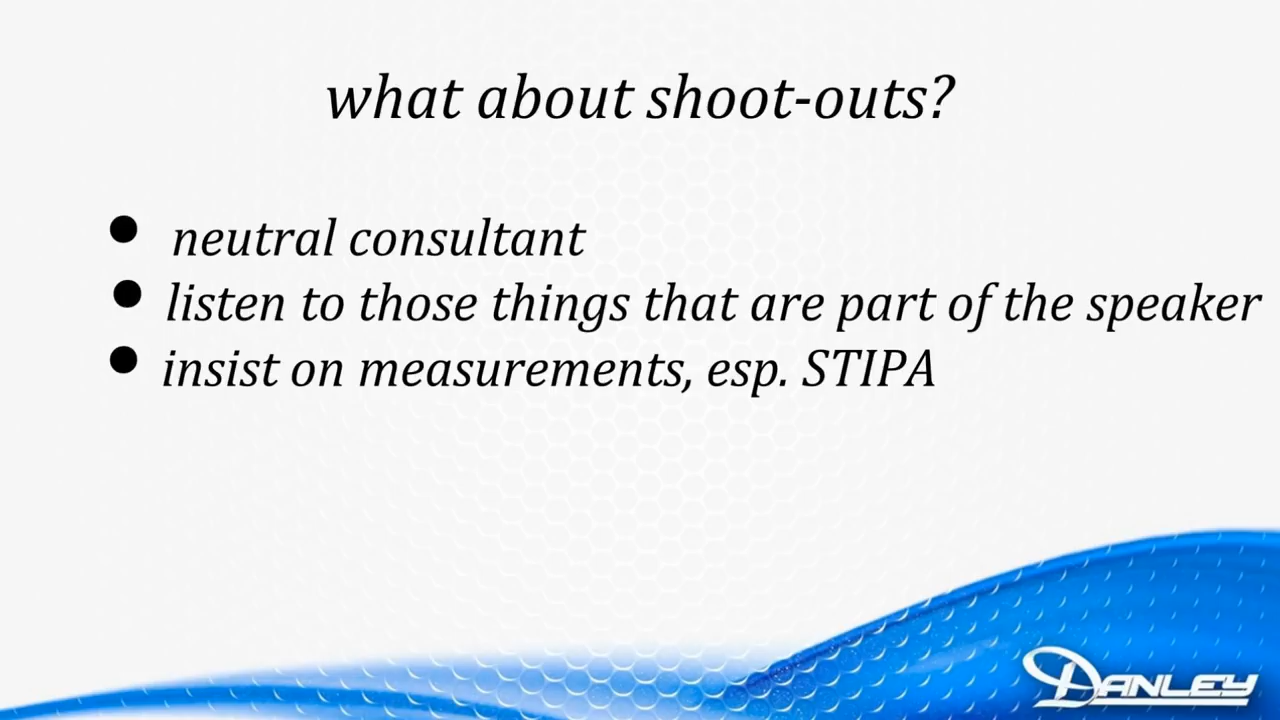 what about shoot-outs?
• neutral consultant
• listen to those things that are part of the speaker
• insist on measurements, esp. STIPA
DANLEY